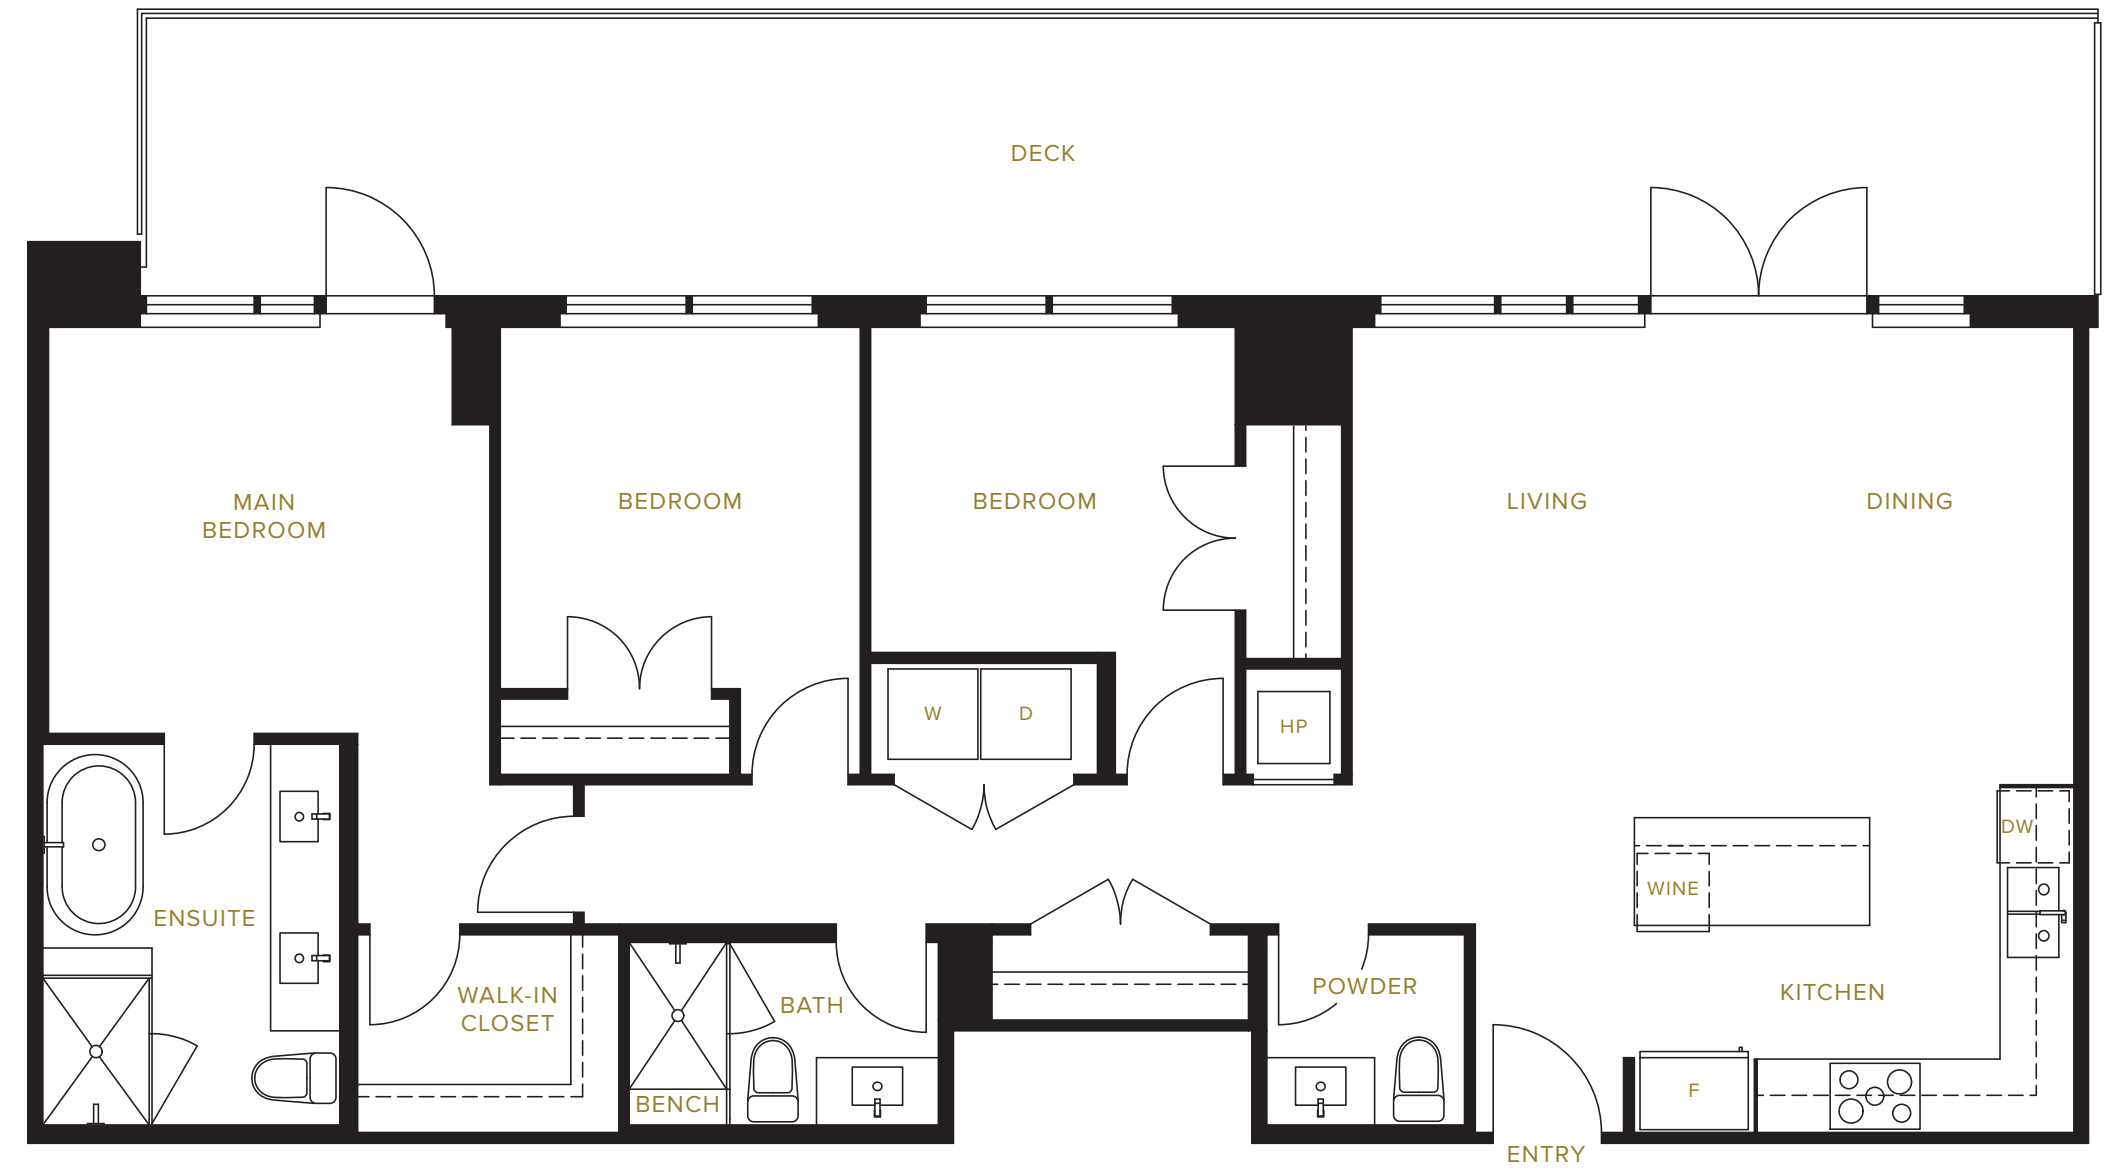 DECK
MAIN
BEDROOM
BEDROOM
BEDROOM
LIVING
DINING
W
D
HP
DW
WINE
ENSUITE
WALK-IN
CLOSET
BATH
BENCH
POWDER
KITCHEN
F
ENTRY